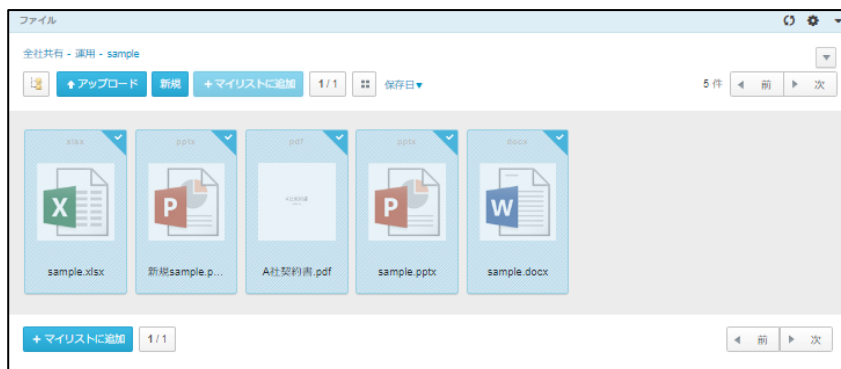 ファイル
全社共有 - 運用 - sample
アップロード 新規 +マイリストに追加 1/1 保存日▼ 5件 前 次
xlsx pptx pdf pptx docx
X P P W
sample.xlsx 新規sample.p... A社契約書.pdf sample.pptx sample.docx
+マイリストに追加 1/1 前 次